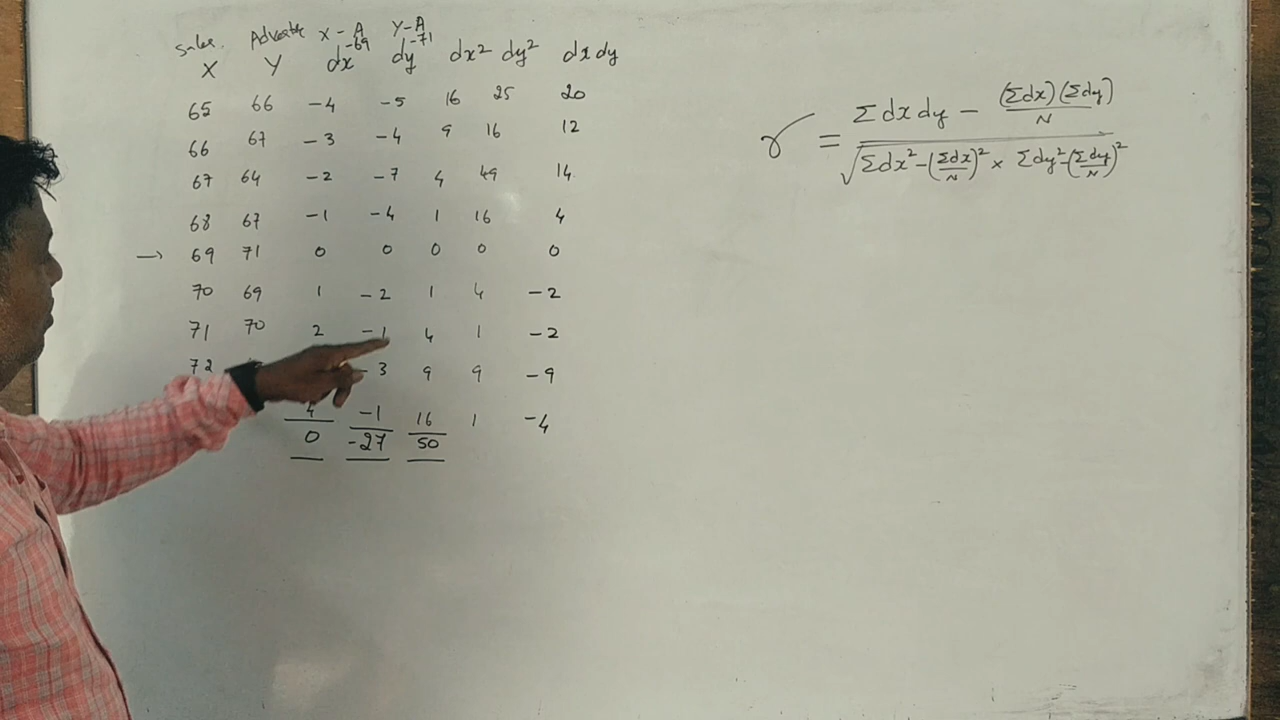 Sales Advert X-A Y-A
X Y dx -69 dy -71 dx² dy² dxdy
65 66 -4 -5 16 25 20
66 67 -3 -4 9 16 12
67 64 -2 -7 4 49 14
68 67 -1 -4 1 16 4
→ 69 71 0 0 0 0 0
70 69 1 -2 1 4 -2
71 70 2 -1 4 1 -2
72 -3 9 9 -9
4 -1 16 1 -4
0 -27 50
r = Σdxdy - (Σdx)(Σdy)/N
√Σdx² - (Σdx/N)² × Σdy² - (Σdy/N)²